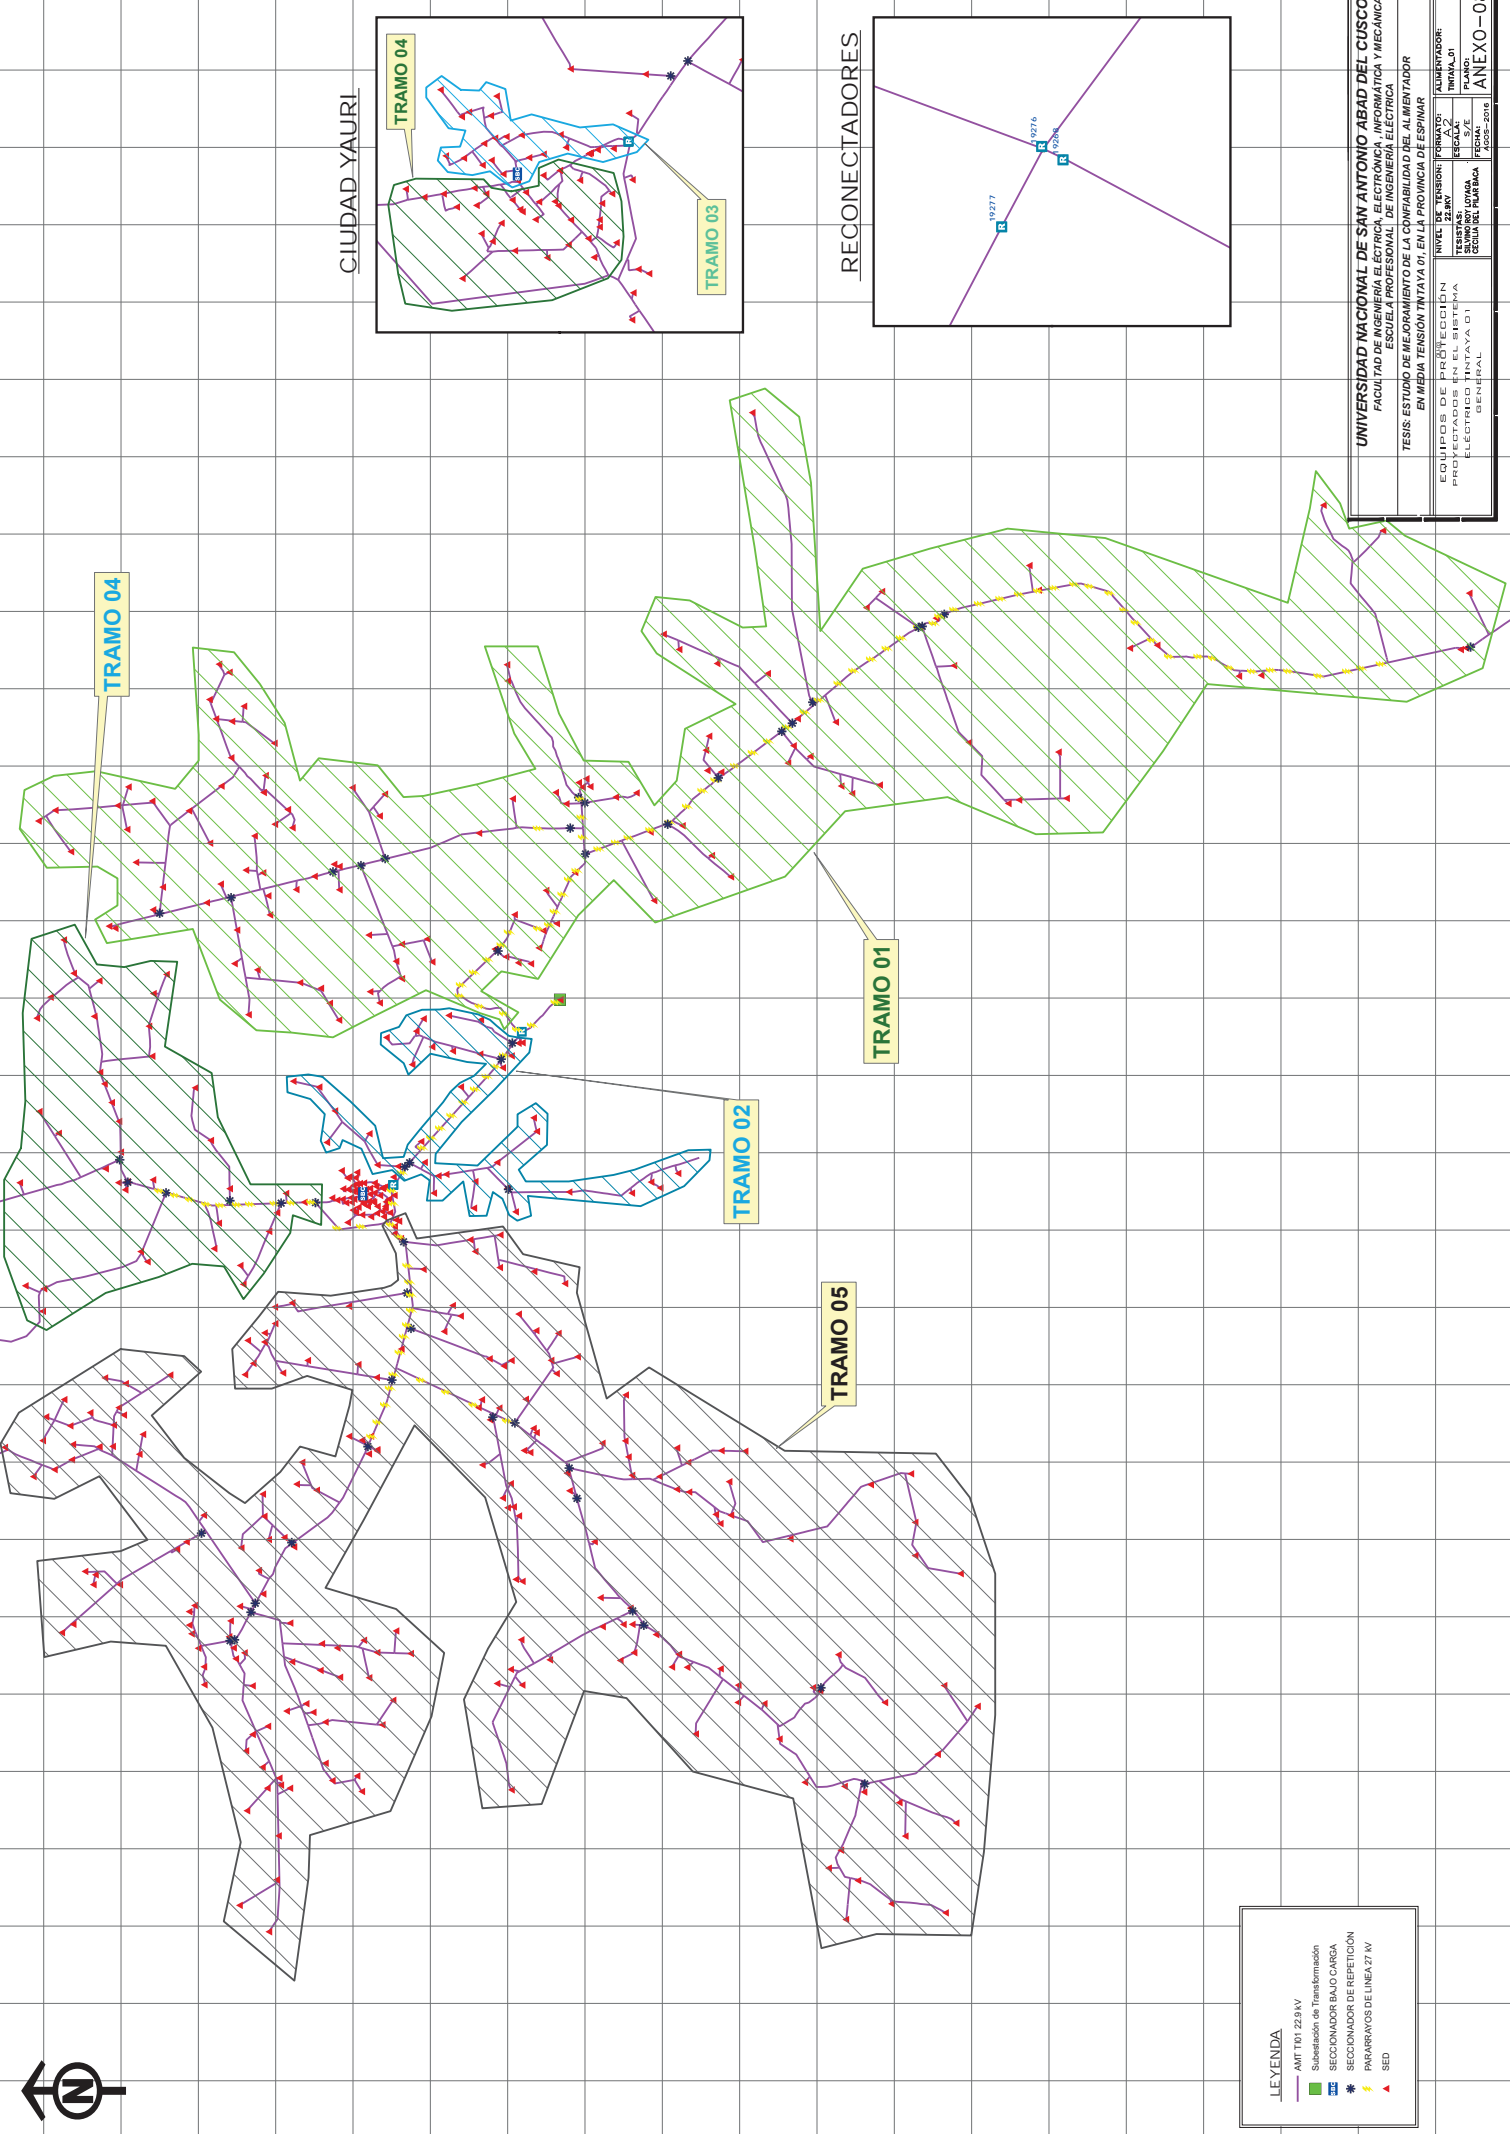 CIUDAD YAURI
TRAMO 04
TRAMO 03
RECONECTADORES
19277
19276
19268
TRAMO 04
TRAMO 01
TRAMO 02
TRAMO 05
UNIVERSIDAD NACIONAL DE SAN ANTONIO ABAD DEL CUSCO
FACULTAD DE INGENIERÍA ELÉCTRICA, ELECTRÓNICA , INFORMÁTICA Y MECÁNICA
ESCUELA PROFESIONAL DE INGENIERÍA ELÉCTRICA
TESIS: ESTUDIO DE MEJORAMIENTO DE LA CONFIABILIDAD DEL ALIMENTADOR
EN MEDIA TENSIÓN TINTAYA 01, EN LA PROVINCIA DE ESPINAR
EQUIPOS DE PROTECCIÓN
PROYECTADOS EN EL SISTEMA
ELÉCTRICO TINTAYA 01
GENERAL
NIVEL DE TENSION:
22.9KV
TESISTAS:
SILVINO ROY LOYAGA
CECILIA DEL PILAR BACA
FORMATO:
A2
ESCALA:
S/E
FECHA:
AGOS-2016
ALIMENTADOR:
TINTAYA_01
PLANO:
ANEXO-0
LEYENDA
AMT TI01 22.9 kV
Subestación de Transformación
SBC SECCIONADOR BAJO CARGA
SECCIONADOR DE REPETICIÓN
PARARRAYOS DE LINEA 27 kV
SED
N